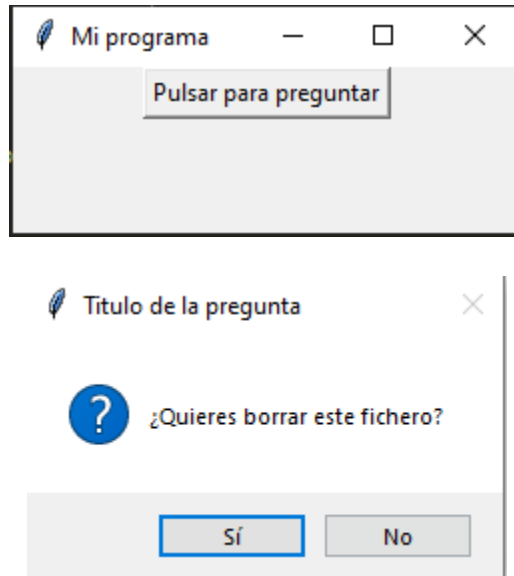 Mi programa
Pulsar para preguntar
Titulo de la pregunta
¿Quieres borrar este fichero?
Sí No